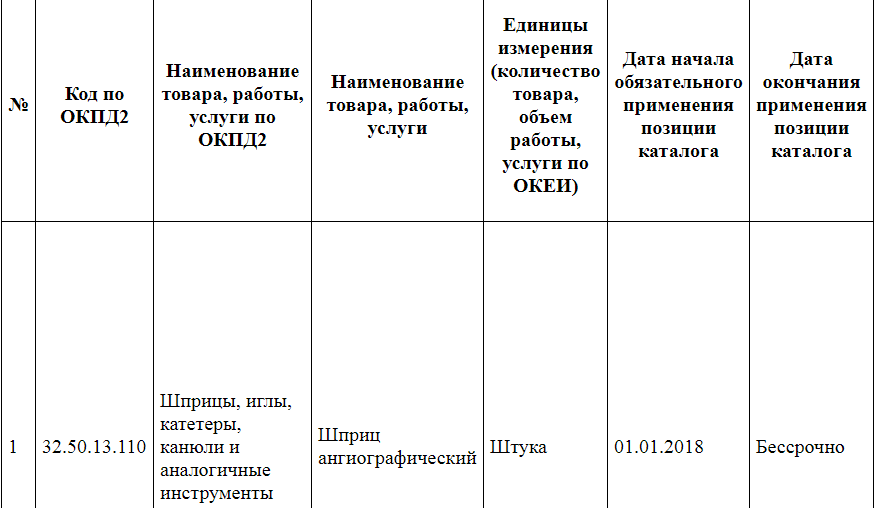 №
Код по
ОКПД2
Наименование
товара, работы,
услуги по
ОКПД2
Наименование
товара, работы,
услуги
Единицы
измерения
(количество
товара,
объем
работы,
услуги по
ОКЕИ)
Дата начала
обязательного
применения
позиции
каталога
Дата
окончания
применения
позиции
каталога
1
32.50.13.110
Шприцы, иглы,
катетеры,
канюли и
аналогичные
инструменты
Шприц
ангиографический
Штука
01.01.2018
Бессрочно